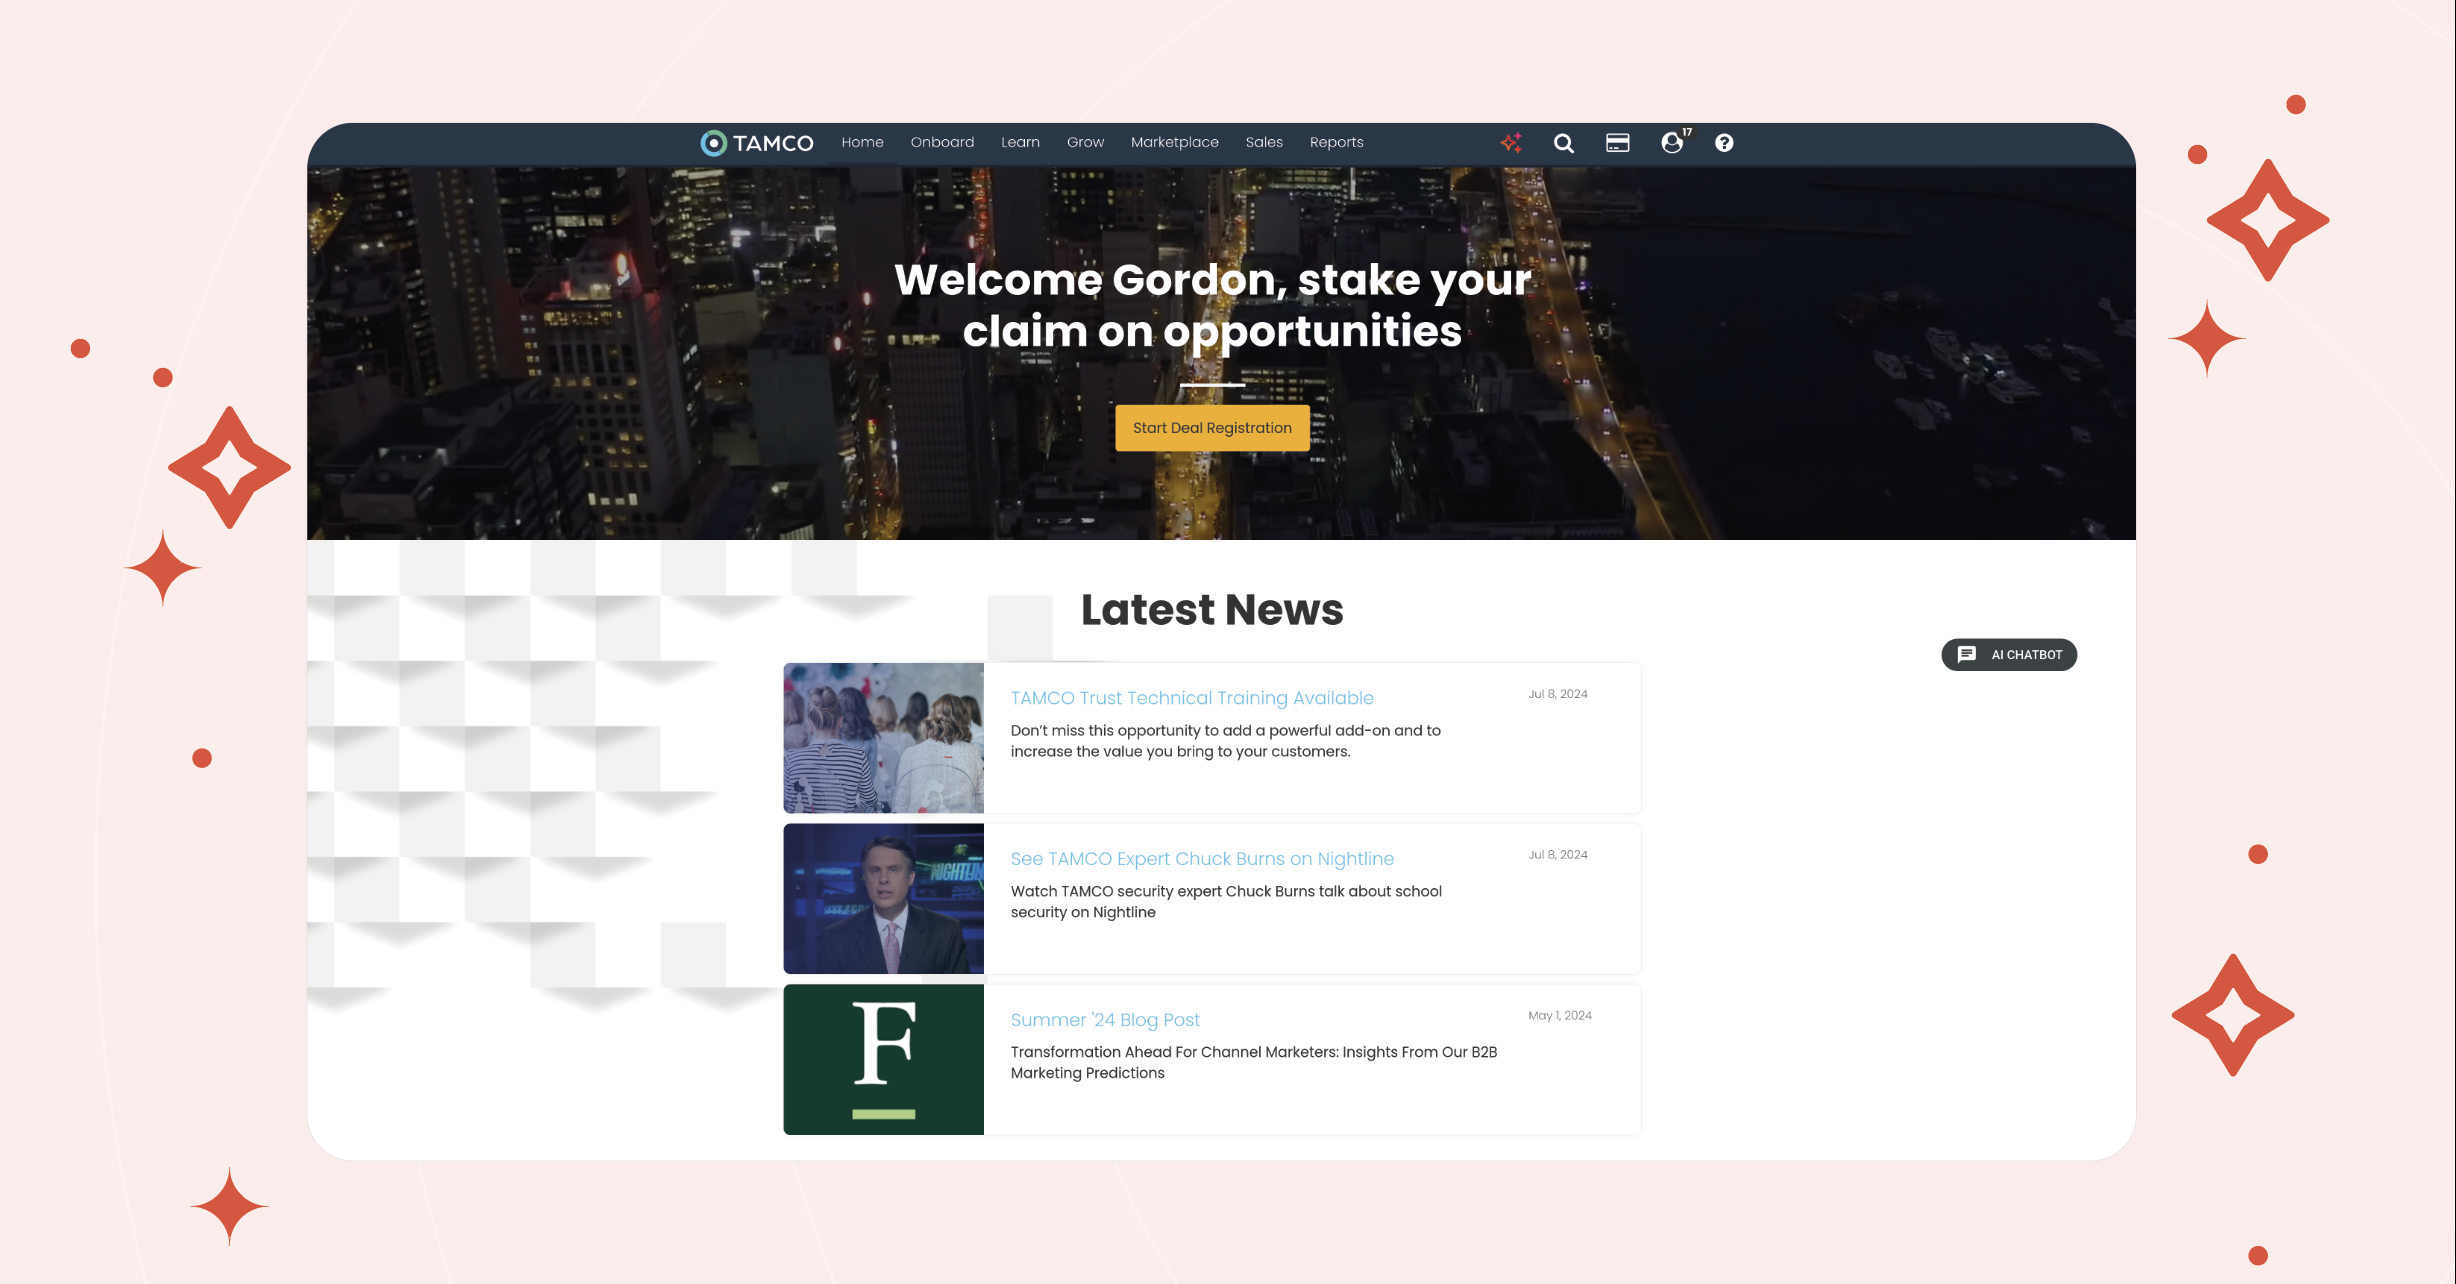 TAMCO Home Onboard Learn Grow Marketplace Sales Reports 17 ?
Welcome Gordon, stake your
claim on opportunities
Start Deal Registration
Latest News
AI CHATBOT
TAMCO Trust Technical Training Available
Jul 8, 2024
Don't miss this opportunity to add a powerful add-on and to
increase the value you bring to your customers.
NIGHTLIN
See TAMCO Expert Chuck Burns on Nightline
Jul 8, 2024
Watch TAMCO security expert Chuck Burns talk about school
security on Nightline
F
Summer '24 Blog Post
May 1, 2024
Transformation Ahead For Channel Marketers: Insights From Our B2B
Marketing Predictions